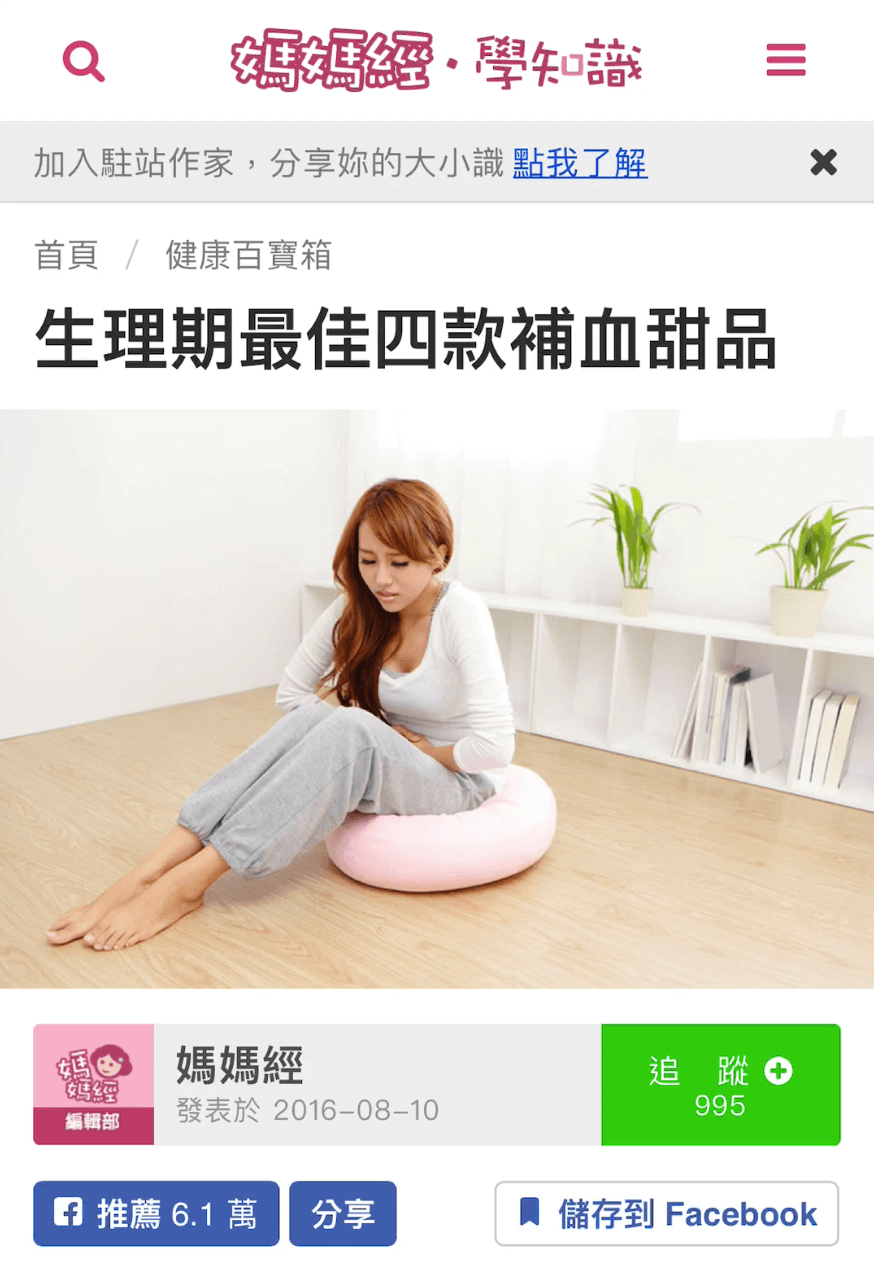 媽媽經·學知識
加入駐站作家，分享妳的大小識 點我了解
首頁 / 健康百寶箱
生理期最佳四款補血甜品
媽媽經
編輯部
媽媽經
發表於 2016-08-10
追 蹤
995
推薦 6.1 萬
分享
儲存到 Facebook